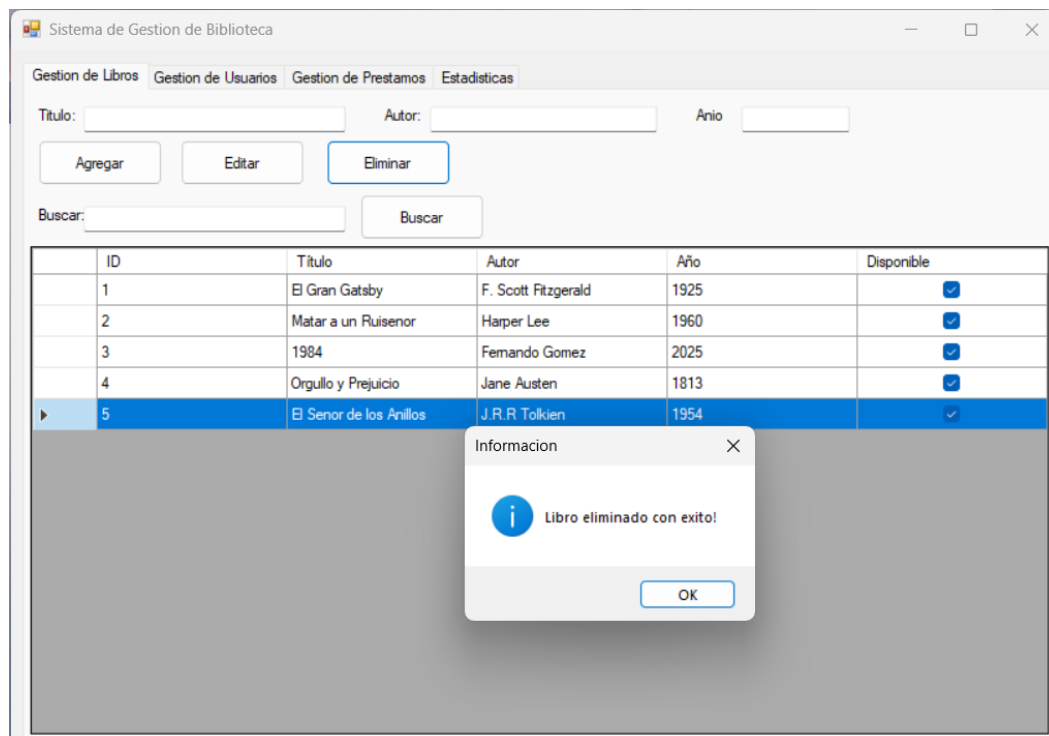 Sistema de Gestion de Biblioteca
Gestion de Libros Gestion de Usuarios Gestion de Prestamos Estadisticas
Titulo: Autor: Anio
Agregar Editar Eliminar
Buscar: Buscar
ID Título Autor Año Disponible
1 El Gran Gatsby F. Scott Fitzgerald 1925
2 Matar a un Ruisenor Harper Lee 1960
3 1984 Fernando Gomez 2025
4 Orgullo y Prejuicio Jane Austen 1813
5 El Senor de los Anillos J.R.R Tolkien 1954
Informacion
Libro eliminado con exito!
OK